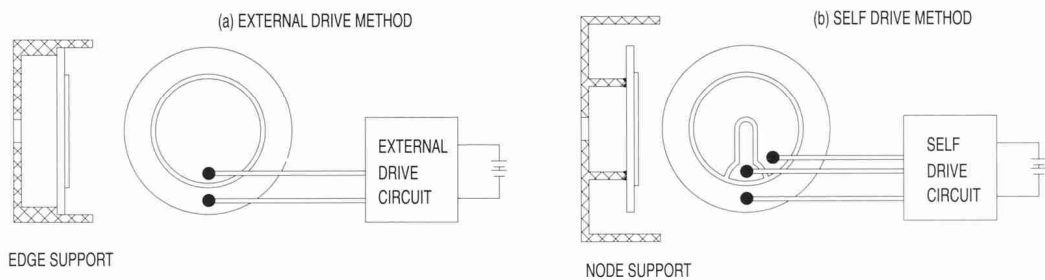 (a) EXTERNAL DRIVE METHOD
EXTERNAL
DRIVE
CIRCUIT
EDGE SUPPORT
(b) SELF DRIVE METHOD
SELF
DRIVE
CIRCUIT
NODE SUPPORT